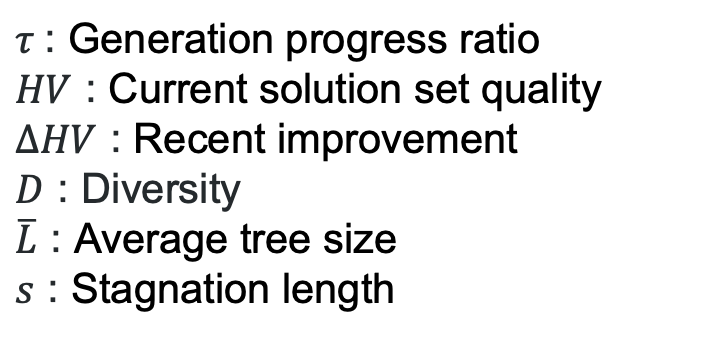 τ : Generation progress ratio
HV : Current solution set quality
ΔHV : Recent improvement
D : Diversity
L̄ : Average tree size
s : Stagnation length